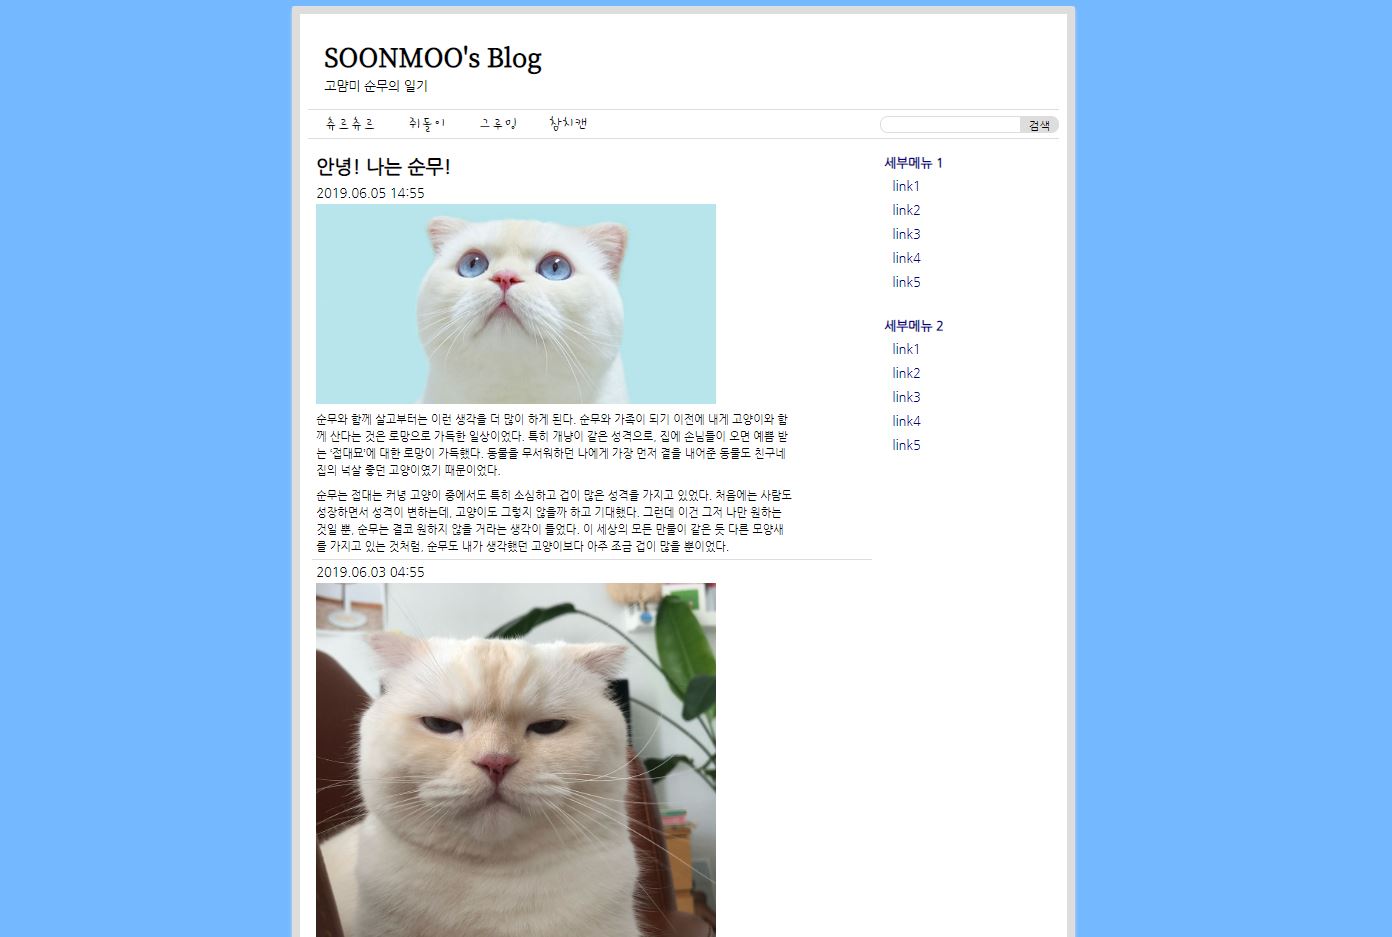 SOONMOO's Blog
고먐미 순무의 일기
츄르츄르 쥐돌이 그루밍 참치캔 검색
안녕! 나는 순무!
2019.06.05 14:55
순무와 함께 살고부터는 이런 생각을 더 많이 하게 된다. 순무와 가족이 되기 이전에 내게 고양이와 함
께 산다는 것은 로망으로 가득한 일상이었다. 특히 개냥이 같은 성격으로, 집에 손님들이 오면 예쁨 받
는 '접대묘'에 대한 로망이 가득했다. 동물을 무서워하던 나에게 가장 먼저 곁을 내어준 동물도 친구네
집의 넉살 좋던 고양이였기 때문이었다.
순무는 접대는 커녕 고양이 중에서도 특히 소심하고 겁이 많은 성격을 가지고 있었다. 처음에는 사람도
성장하면서 성격이 변하는데, 고양이도 그렇지 않을까 하고 기대했다. 그런데 이건 그저 나만 원하는
것일 뿐, 순무는 결코 원하지 않을 거라는 생각이 들었다. 이 세상의 모든 만물이 같은 듯 다른 모양새
를 가지고 있는 것처럼, 순무도 내가 생각했던 고양이보다 아주 조금 겁이 많을 뿐이었다.
2019.06.03 04:55
세부메뉴 1
link1
link2
link3
link4
link5
세부메뉴 2
link1
link2
link3
link4
link5